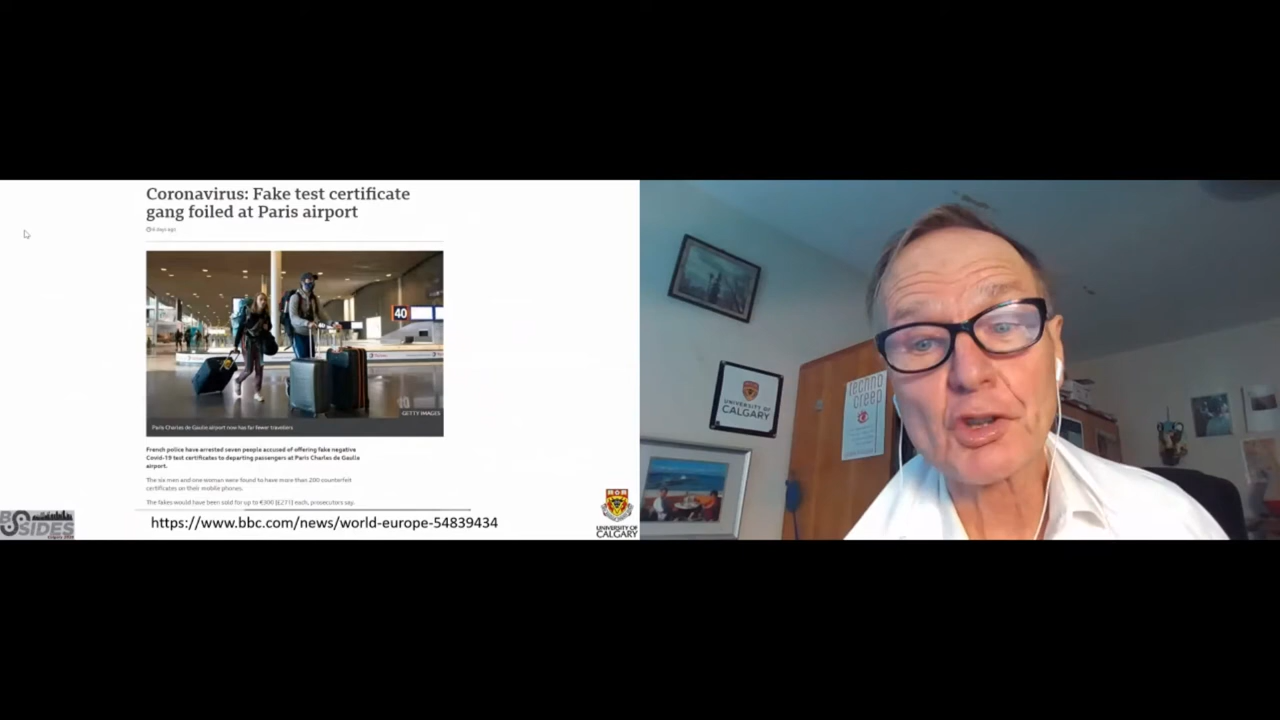 Coronavirus: Fake test certificate
gang foiled at Paris airport
6 days ago
40
GETTY IMAGES
Paris Charles de Gaulle airport now has far fewer travellers
French police have arrested seven people accused of offering fake negative
Covid-19 test certificates to departing passengers at Paris Charles de Gaulle
airport.
The six men and one woman were found to have more than 200 counterfeit
certificates on their mobile phones.
The fakes would have been sold for up to €300 (£271) each, prosecutors say.
https://www.bbc.com/news/world-europe-54839434
BSIDES
UNIVERSITY OF
CALGARY
UNIVERSITY OF
CALGARY
techno
creep